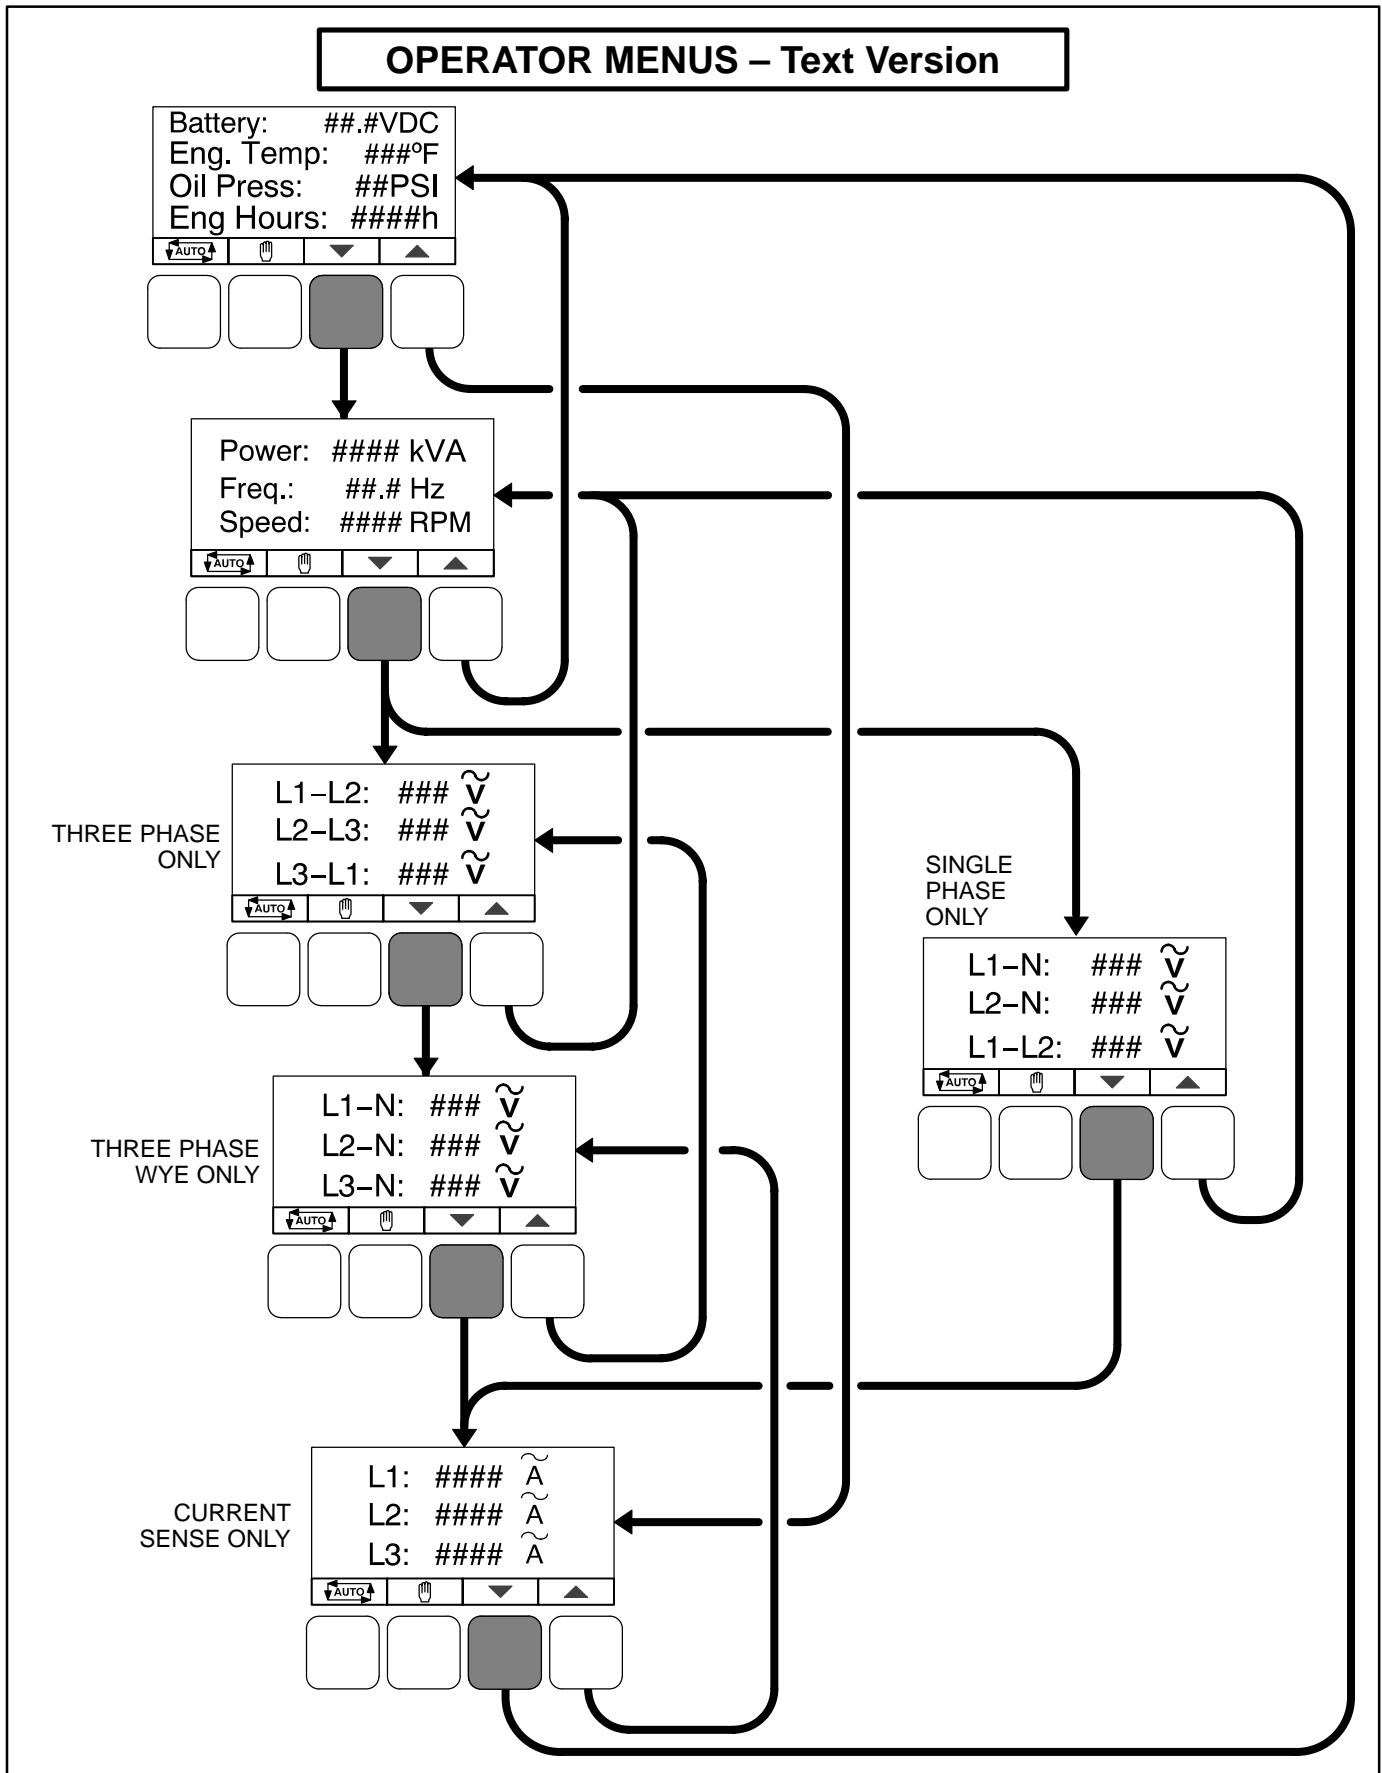 OPERATOR MENUS – Text Version
Battery: ##.#VDC
Eng. Temp: ###ºF
Oil Press: ##PSI
Eng Hours: ####h
AUTO
Power: #### kVA
Freq.: ##.# Hz
Speed: #### RPM
AUTO
THREE PHASE
ONLY
L1–L2: ### V
L2–L3: ### V
L3–L1: ### V
AUTO
SINGLE
PHASE
ONLY
L1–N: ### V
L2–N: ### V
L1–L2: ### V
AUTO
THREE PHASE
WYE ONLY
L1–N: ### V
L2–N: ### V
L3–N: ### V
AUTO
CURRENT
SENSE ONLY
L1: #### A
L2: #### A
L3: #### A
AUTO